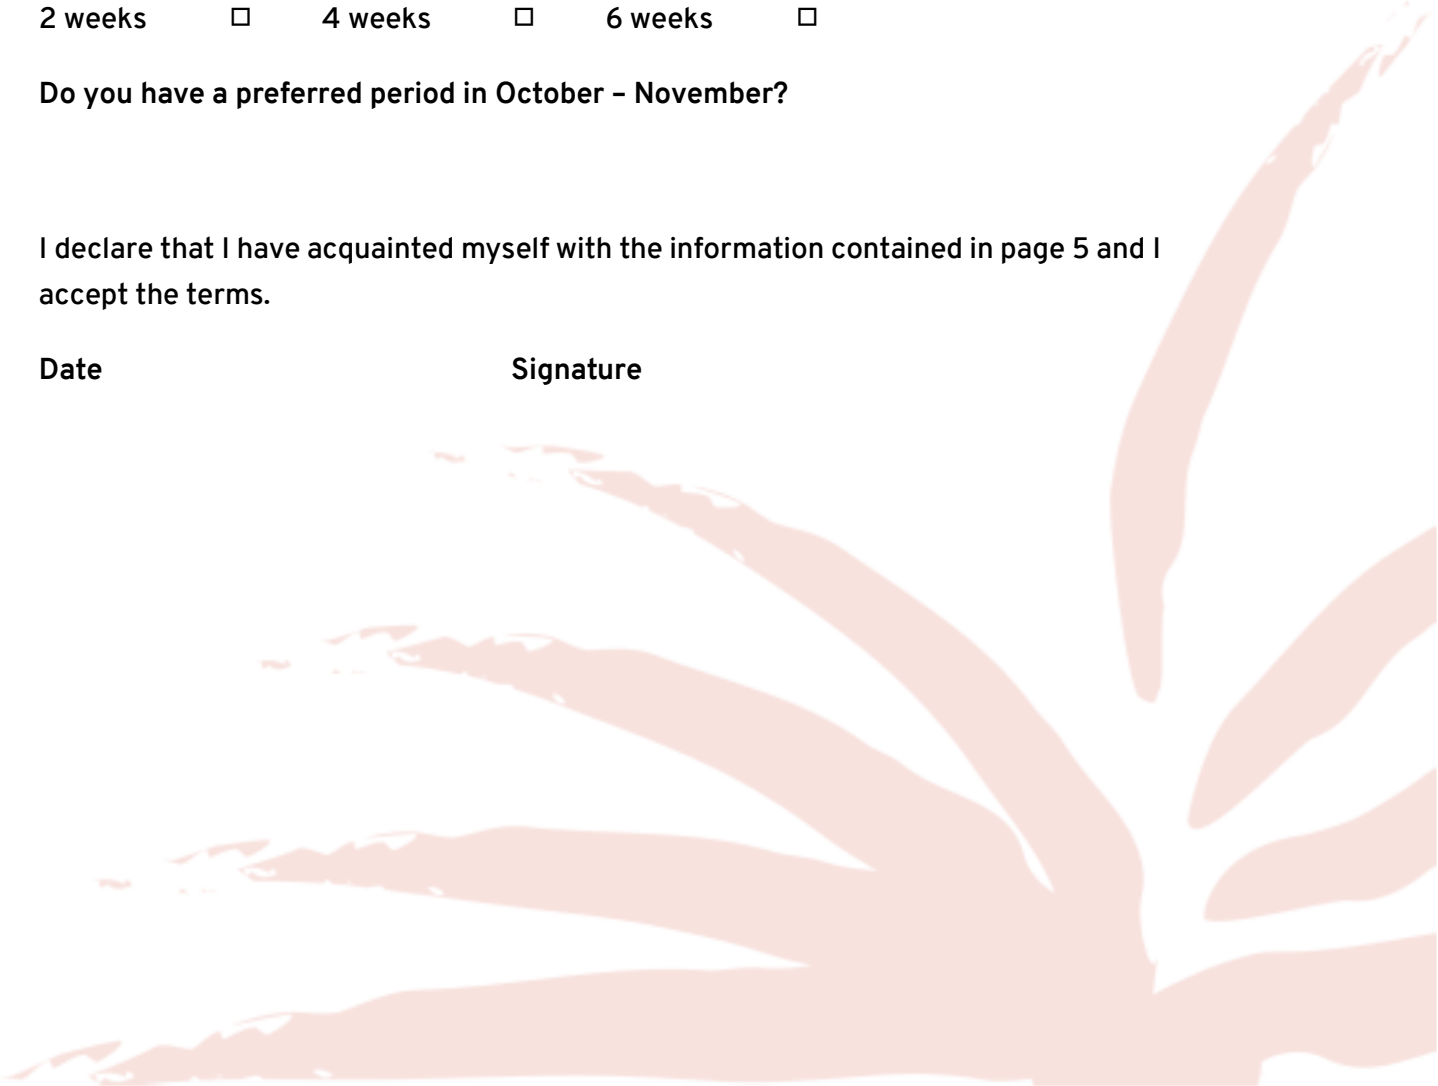 2 weeks ☐ 4 weeks ☐ 6 weeks ☐
Do you have a preferred period in October – November?
I declare that I have acquainted myself with the information contained in page 5 and I
accept the terms.
Date Signature